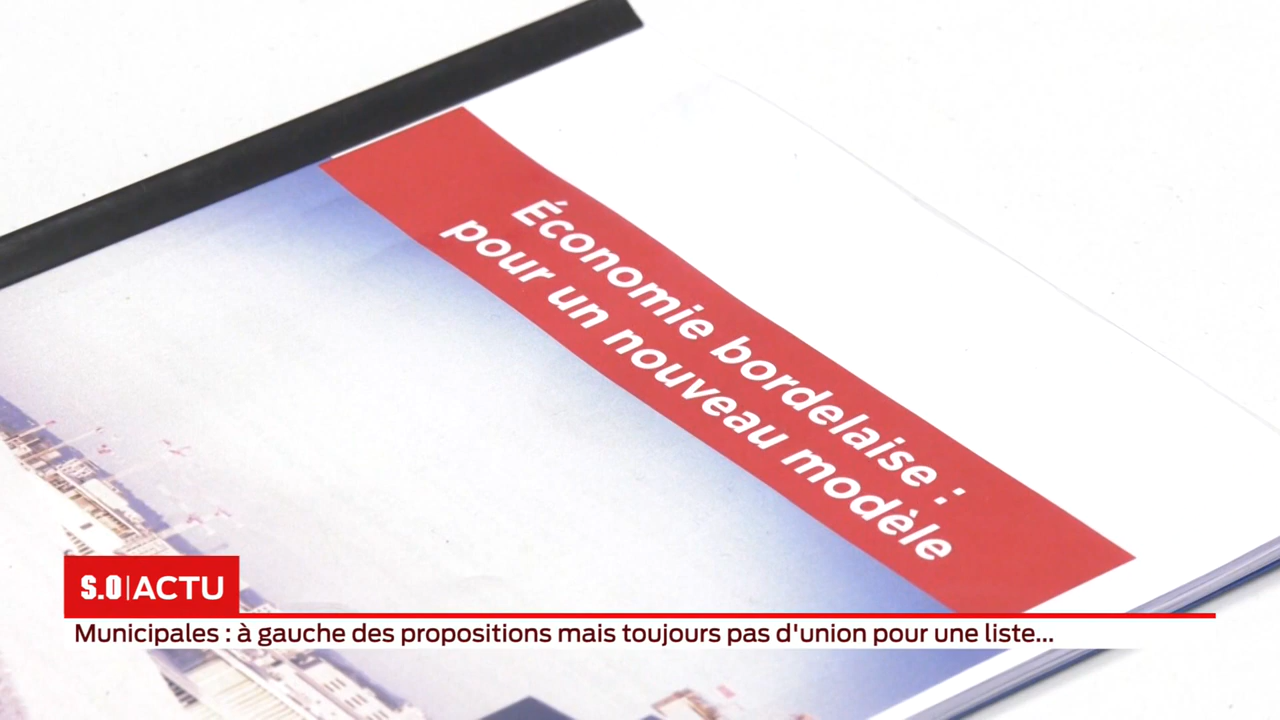 Économie bordelaise :
pour un nouveau modèle
S.O|ACTU
Municipales : à gauche des propositions mais toujours pas d'union pour une liste...